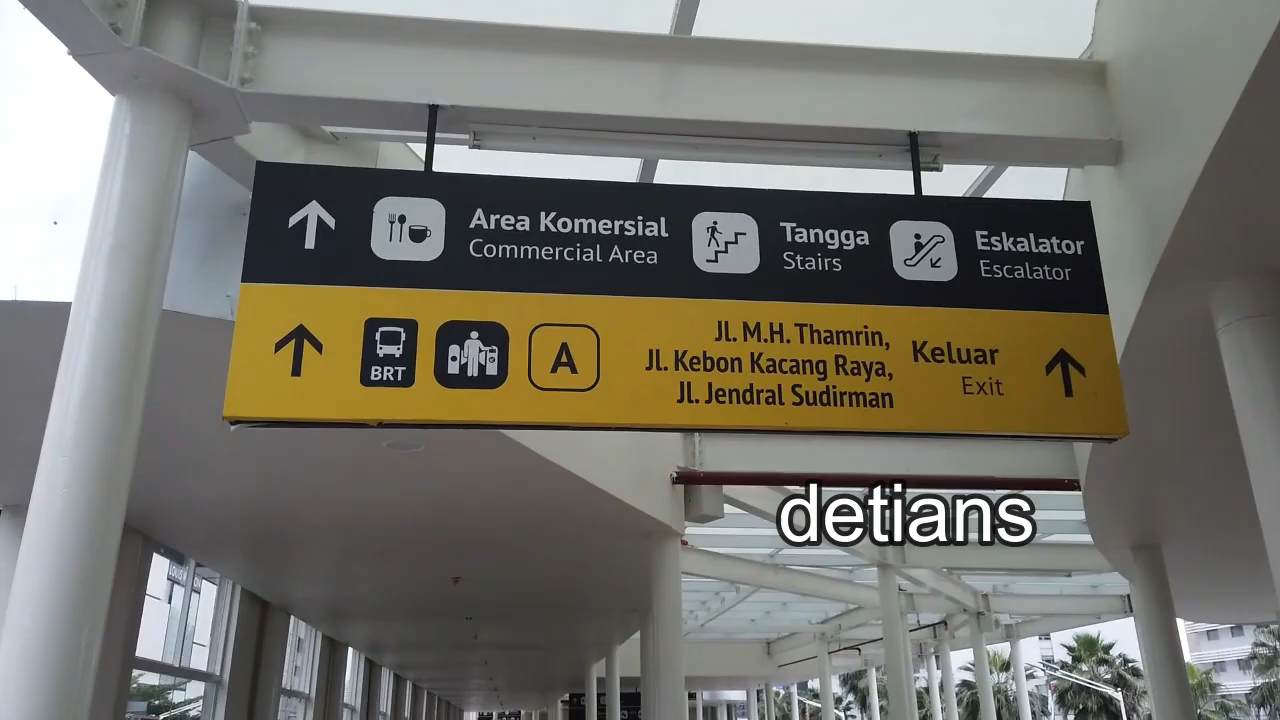 Area Komersial
Commercial Area
Tangga
Stairs
Eskalator
Escalator
BRT
A
Jl. M.H. Thamrin,
Jl. Kebon Kacang Raya,
Jl. Jendral Sudirman
Keluar
Exit
detians